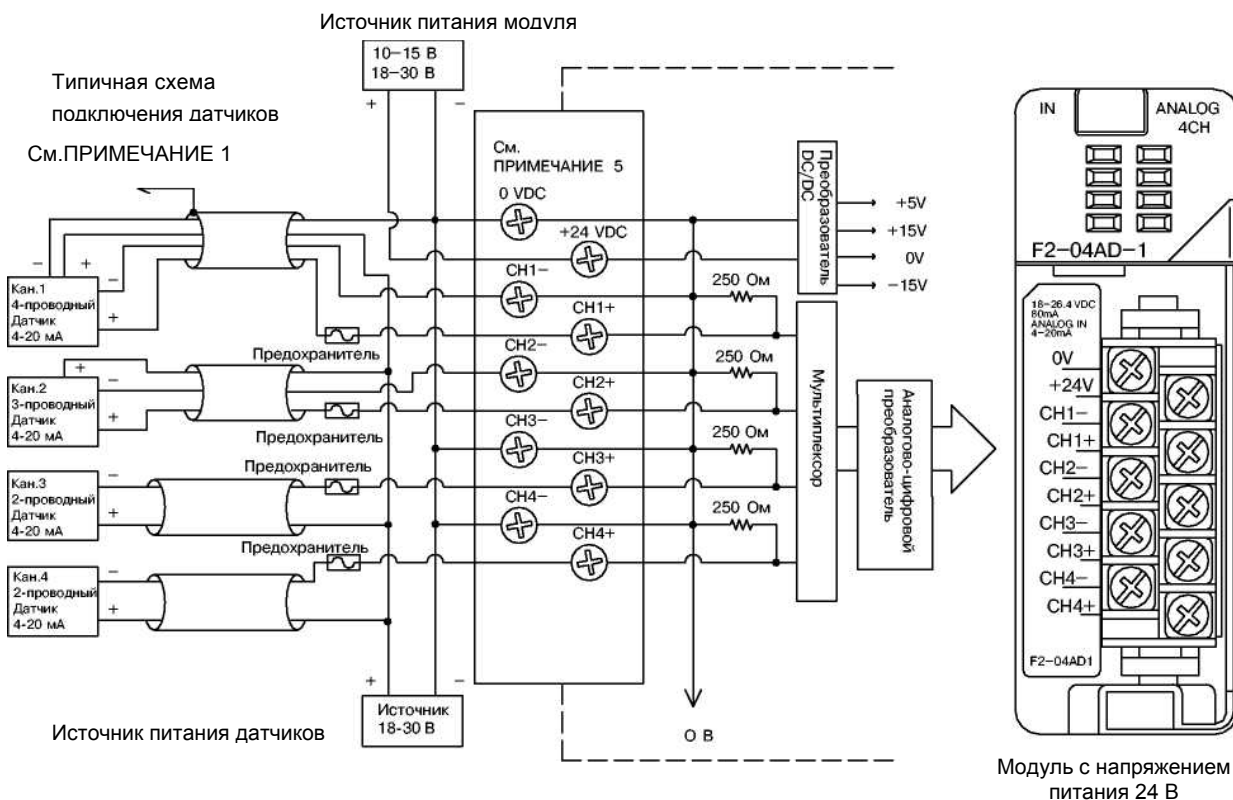 Источник питания модуля
10–15 В
18–30 В
+ –
Типичная схема
подключения датчиков
См.ПРИМЕЧАНИЕ 1
См.
ПРИМЕЧАНИЕ 5
0 VDC
+24 VDC
CH1–
CH1+
CH2–
CH2+
CH3–
CH3+
CH4–
CH4+
– +
Кан.1
4-проводный
Датчик
4-20 мА
–
+
Предохранитель
+
Кан.2
3-проводный
Датчик
4-20 мА
–
+
Предохранитель
Предохранитель
Кан.3
2-проводный
Датчик
4-20 мА
–
+
Предохранитель
Кан.4
2-проводный
Датчик
4-20 мА
–
+
+ –
Источник
18-30 В
Источник питания датчиков
Преобразователь
DC/DC
+5V
+15V
0V
–15V
250 Ом
250 Ом
250 Ом
250 Ом
Мультиплексор
Аналогово-цифровой
преобразователь
О В
IN
ANALOG
4CH
F2–04AD–1
18–26.4 VDC
80mA
ANALOG IN
4–20mA
0V
+24V
CH1–
CH1+
CH2–
CH2+
CH3–
CH3+
CH4–
CH4+
F2–04AD1
Модуль с напряжением
питания 24 В